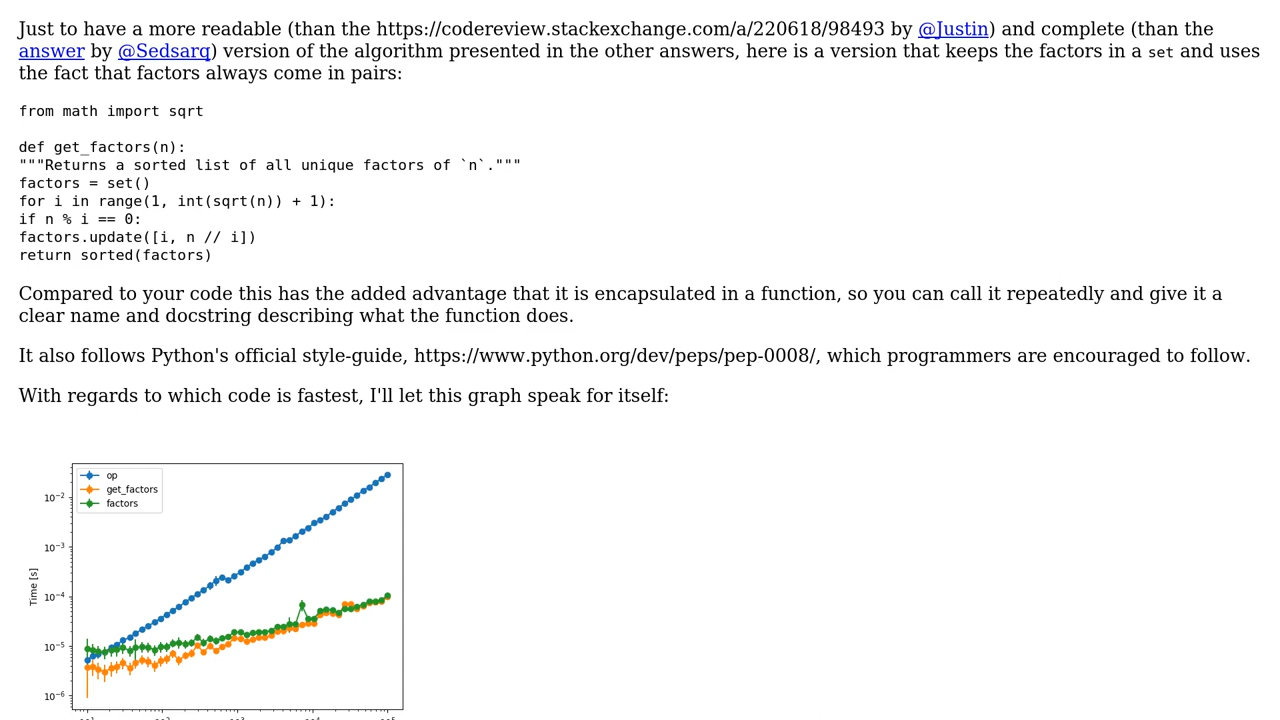 Just to have a more readable (than the https://codereview.stackexchange.com/a/220618/98493 by @Justin) and complete (than the
answer by @Sedsarq) version of the algorithm presented in the other answers, here is a version that keeps the factors in a set and uses
the fact that factors always come in pairs:
from math import sqrt
def get_factors(n):
"""Returns a sorted list of all unique factors of `n`."""
factors = set()
for i in range(1, int(sqrt(n)) + 1):
if n % i == 0:
factors.update([i, n // i])
return sorted(factors)
Compared to your code this has the added advantage that it is encapsulated in a function, so you can call it repeatedly and give it a
clear name and docstring describing what the function does.
It also follows Python's official style-guide, https://www.python.org/dev/peps/pep-0008/, which programmers are encouraged to follow.
With regards to which code is fastest, I'll let this graph speak for itself:
op
get_factors
factors
10⁻²
10⁻³
10⁻⁴
10⁻⁵
10⁻⁶
Time [s]